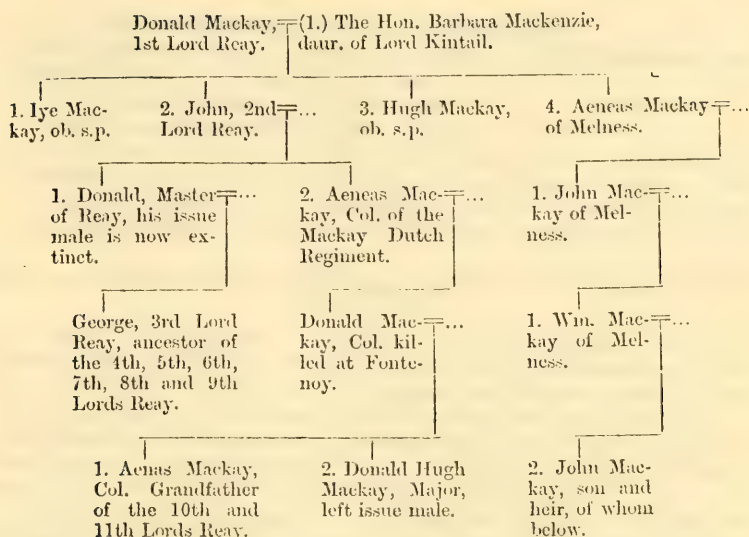 Donald Mackay, (1.) The Hon. Barbara Mackenzie,
1st Lord Reay. daur. of Lord Kintail.
1. Iye Mac-
kay, ob. s.p.
2. John, 2nd ...
Lord Reay.
3. Hugh Mackay,
ob. s.p.
4. Aeneas Mackay ...
of Melness.
1. Donald, Master ...
of Reay, his issue
male is now ex-
tinct.
2. Aeneas Mac- ...
kay, Col. of the
Mackay Dutch
Regiment.
1. John Mac- ...
kay of Mel-
ness.
George, 3rd Lord
Reay, ancestor of
the 4th, 5th, 6th,
7th, 8th and 9th
Lords Reay.
Donald Mac- ...
kay, Col. kil-
led at Fonte-
noy.
1. Wm. Mac- ...
kay of Mel-
ness.
1. Aenas Mackay,
Col. Grandfather
of the 10th and
11th Lords Reay.
2. Donald Hugh
Mackay, Major,
left issue male.
2. John Mac-
kay, son and
heir, of whom
below.